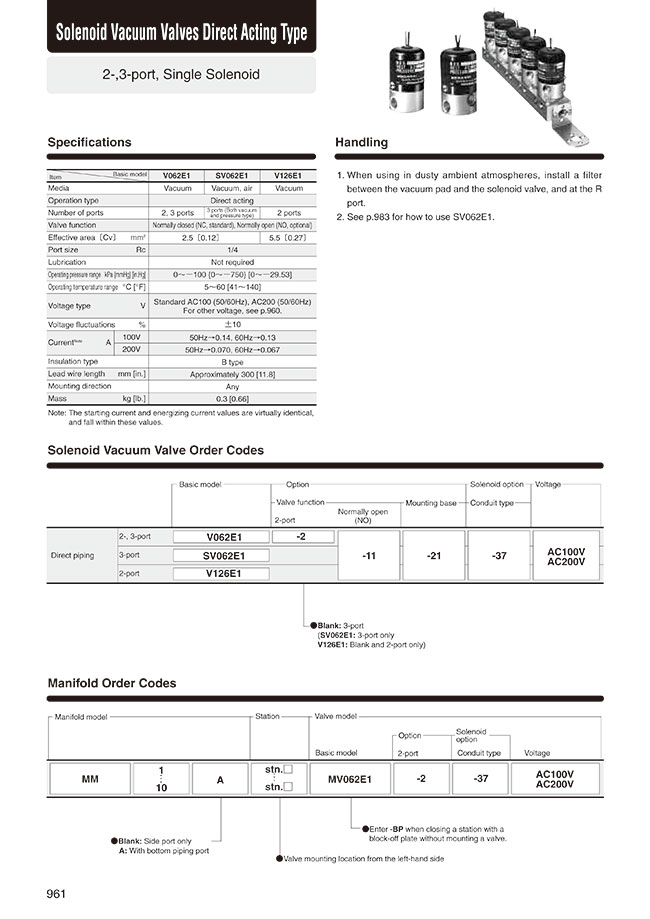 Solenoid Vacuum Valves Direct Acting Type
2-,3-port, Single Solenoid
Specifications
Item Basic model V062E1 SV062E1 V126E1
Media Vacuum Vacuum, air Vacuum
Operation type Direct acting
Number of ports 2, 3 ports 3 ports (Both vacuum and pressure type) 2 ports
Valve function Normally closed (NC, standard), Normally open (NO, optional)
Effective area〔Cv〕 mm² 2.5〔0.12〕 5.5〔0.27〕
Port size Rc 1/4
Lubrication Not required
Operating pressure range kPa [mmHg] [in.Hg] 0～－100 {0～－750} [0～－29.53]
Operating temperature range °C [°F] 5～60 [41～140]
Voltage type V Standard AC100 (50/60Hz), AC200 (50/60Hz)
For other voltage, see p.960.
Voltage fluctuations % ±10
Current Note A 100V 50Hz→0.14, 60Hz→0.13
200V 50Hz→0.070, 60Hz→0.067
Insulation type B type
Lead wire length mm [in.] Approximately 300 [11.8]
Mounting direction Any
Mass kg [lb.] 0.3 [0.66]
Note: The starting current and energizing current values are virtually identical,
and fall within these values.
Handling
1. When using in dusty ambient atmospheres, install a filter
between the vacuum pad and the solenoid valve, and at the R
port.
2. See p.983 for how to use SV062E1.
Solenoid Vacuum Valve Order Codes
Basic model Option Solenoid option Voltage
Valve function Mounting base Conduit type
2-port Normally open
(NO)
Direct piping
2-, 3-port V062E1 -2
3-port SV062E1 -11 -21 -37 AC100V
AC200V
2-port V126E1
●Blank: 3-port
(SV062E1: 3-port only
V126E1: Blank and 2-port only)
Manifold Order Codes
Manifold model Station Valve model
Option Solenoid
option
Basic model 2-port Conduit type Voltage
MM 1
⋮
10 A stn.□
⋮
stn.□ MV062E1 -2 -37 AC100V
AC200V
●Enter -BP when closing a station with a
block-off plate without mounting a valve.
●Blank: Side port only
A: With bottom piping port
●Valve mounting location from the left-hand side
961